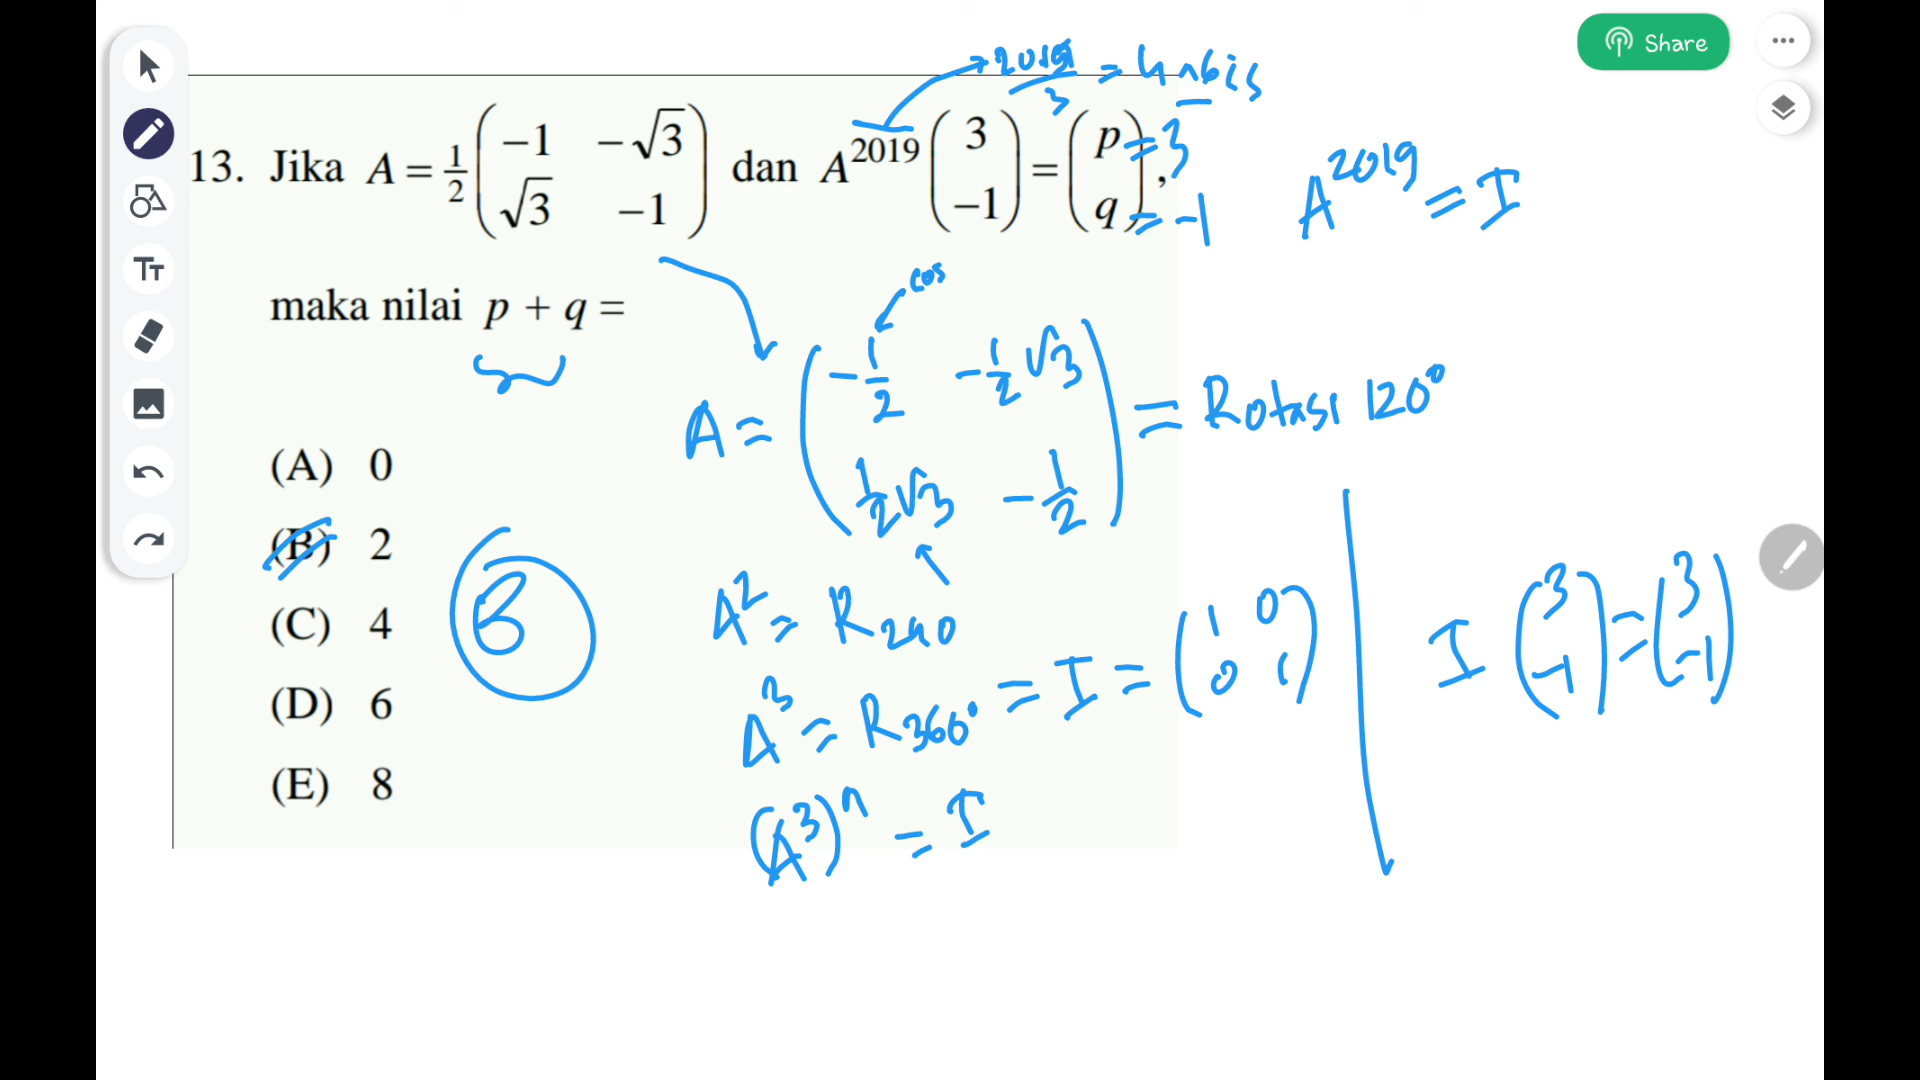 Share
2019/3 = habis
13. Jika A = 1/2 (−1 −√3 √3 −1) dan A^2019 (3 −1) = (p q), = 3 = -1
A^2019 = I
maka nilai p + q =
cos
A = (-1/2 -1/2√3 1/2√3 -1/2) = Rotasi 120°
(A) 0
(B) 2
(C) 4
(D) 6
(E) 8
B
A² = R240
A³ = R360° = I = (1 0 0 1)
(A³)ⁿ = I
I (3 -1) = (3 -1)